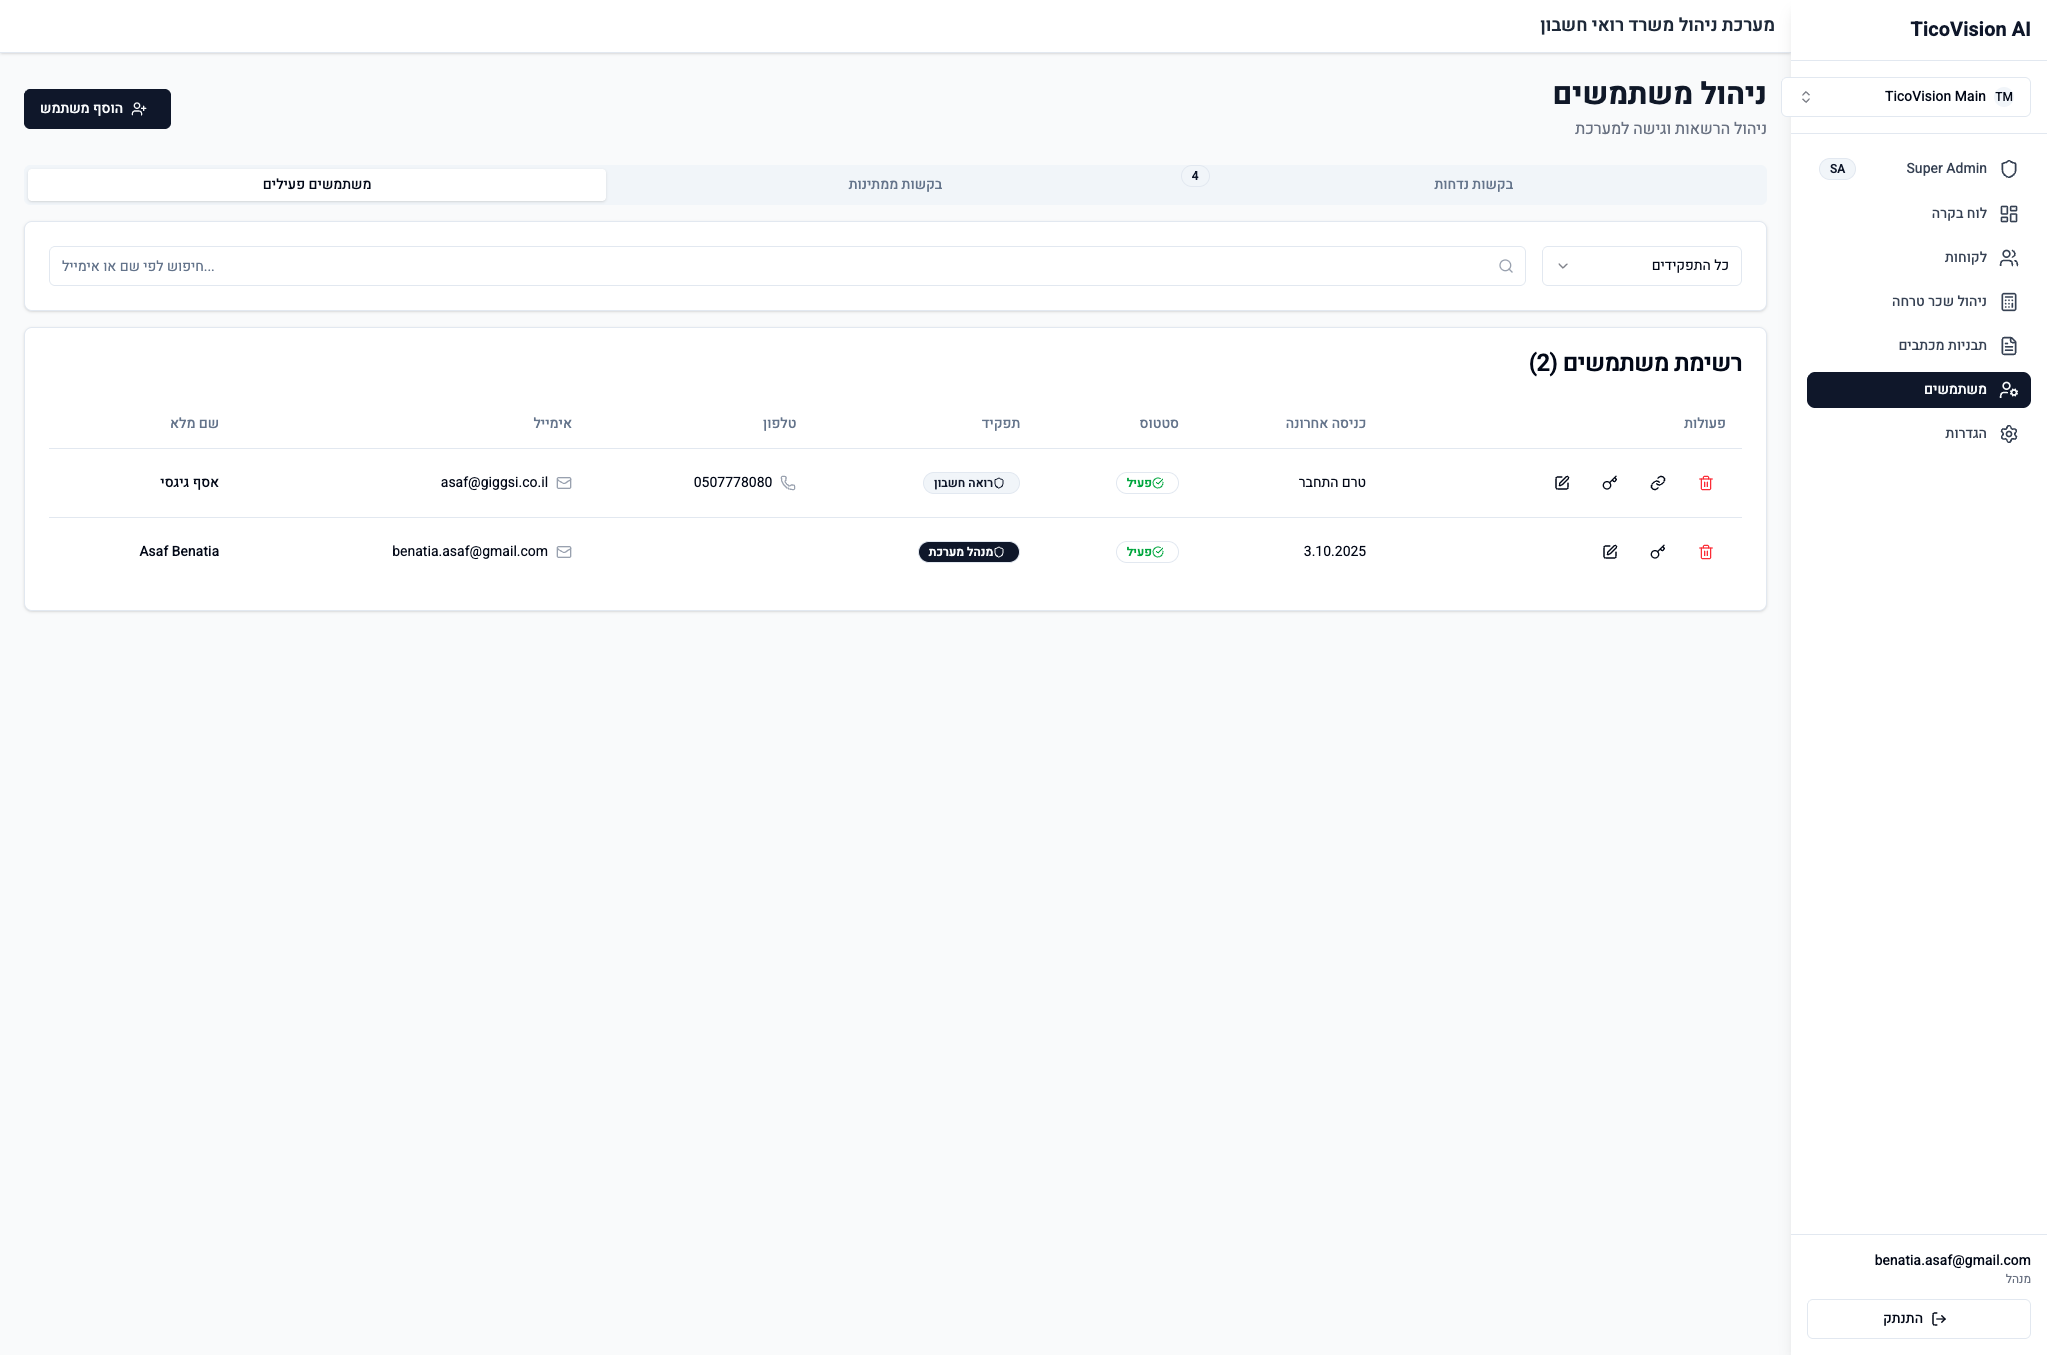 TicoVision AI
TM TicoVision Main
Super Admin SA
לוח בקרה
לקוחות
ניהול שכר טרחה
תבניות מכתבים
משתמשים
הגדרות
benatia.asaf@gmail.com
מנהל
התנתק
מערכת ניהול משרד רואי חשבון
ניהול משתמשים
ניהול הרשאות וגישה למערכת
הוסף משתמש
בקשות נדחות
4
בקשות ממתינות
משתמשים פעילים
כל התפקידים
חיפוש לפי שם או אימייל...
רשימת משתמשים (2)
פעולות כניסה אחרונה סטטוס תפקיד טלפון אימייל שם מלא
טרם התחבר פעיל רואה חשבון 0507778080 asaf@giggsi.co.il אסף גיגסי
3.10.2025 פעיל מנהל מערכת benatia.asaf@gmail.com Asaf Benatia